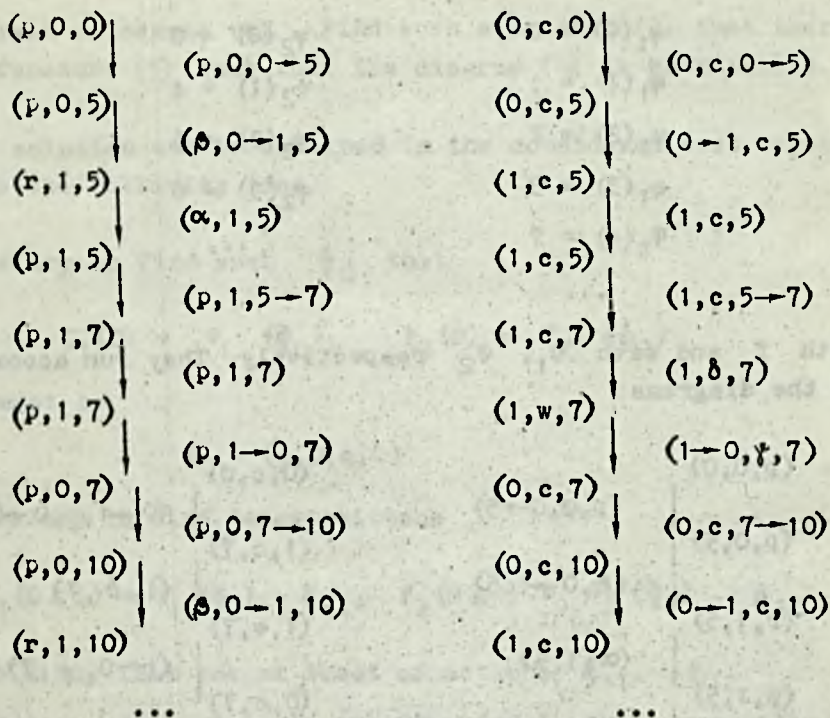 (p,0,0) (0,c,0)
(p,0,0→5) (0,c,0→5)
(p,0,5) (0,c,5)
(β,0→1,5) (0→1,c,5)
(r,1,5) (1,c,5)
(α,1,5) (1,c,5)
(p,1,5) (1,c,5)
(p,1,5→7) (1,c,5→7)
(p,1,7) (1,c,7)
(p,1,7) (1,δ,7)
(p,1,7) (1,w,7)
(p,1→0,7) (1→0,γ,7)
(p,0,7) (0,c,7)
(p,0,7→10) (0,c,7→10)
(p,0,10) (0,c,10)
(β,0→1,10) (0→1,c,10)
(r,1,10) (1,c,10)
... ...